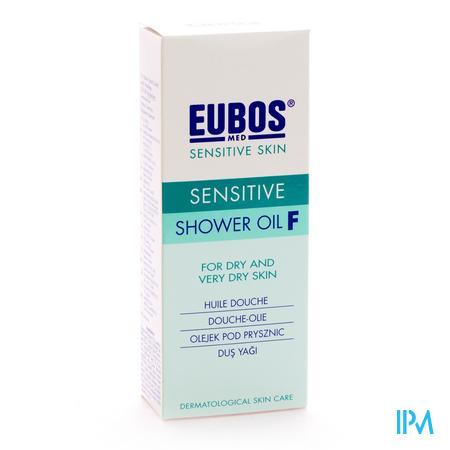 EUBOS®
MED
SENSITIVE SKIN
SENSITIVE
SHOWER OIL F
FOR DRY AND
VERY DRY SKIN
HUILE DOUCHE
DOUCHE-OLIE
OLEJEK POD PRYSZNIC
DUŞ YAĞI
DERMATOLOGICAL SKIN CARE
IPM